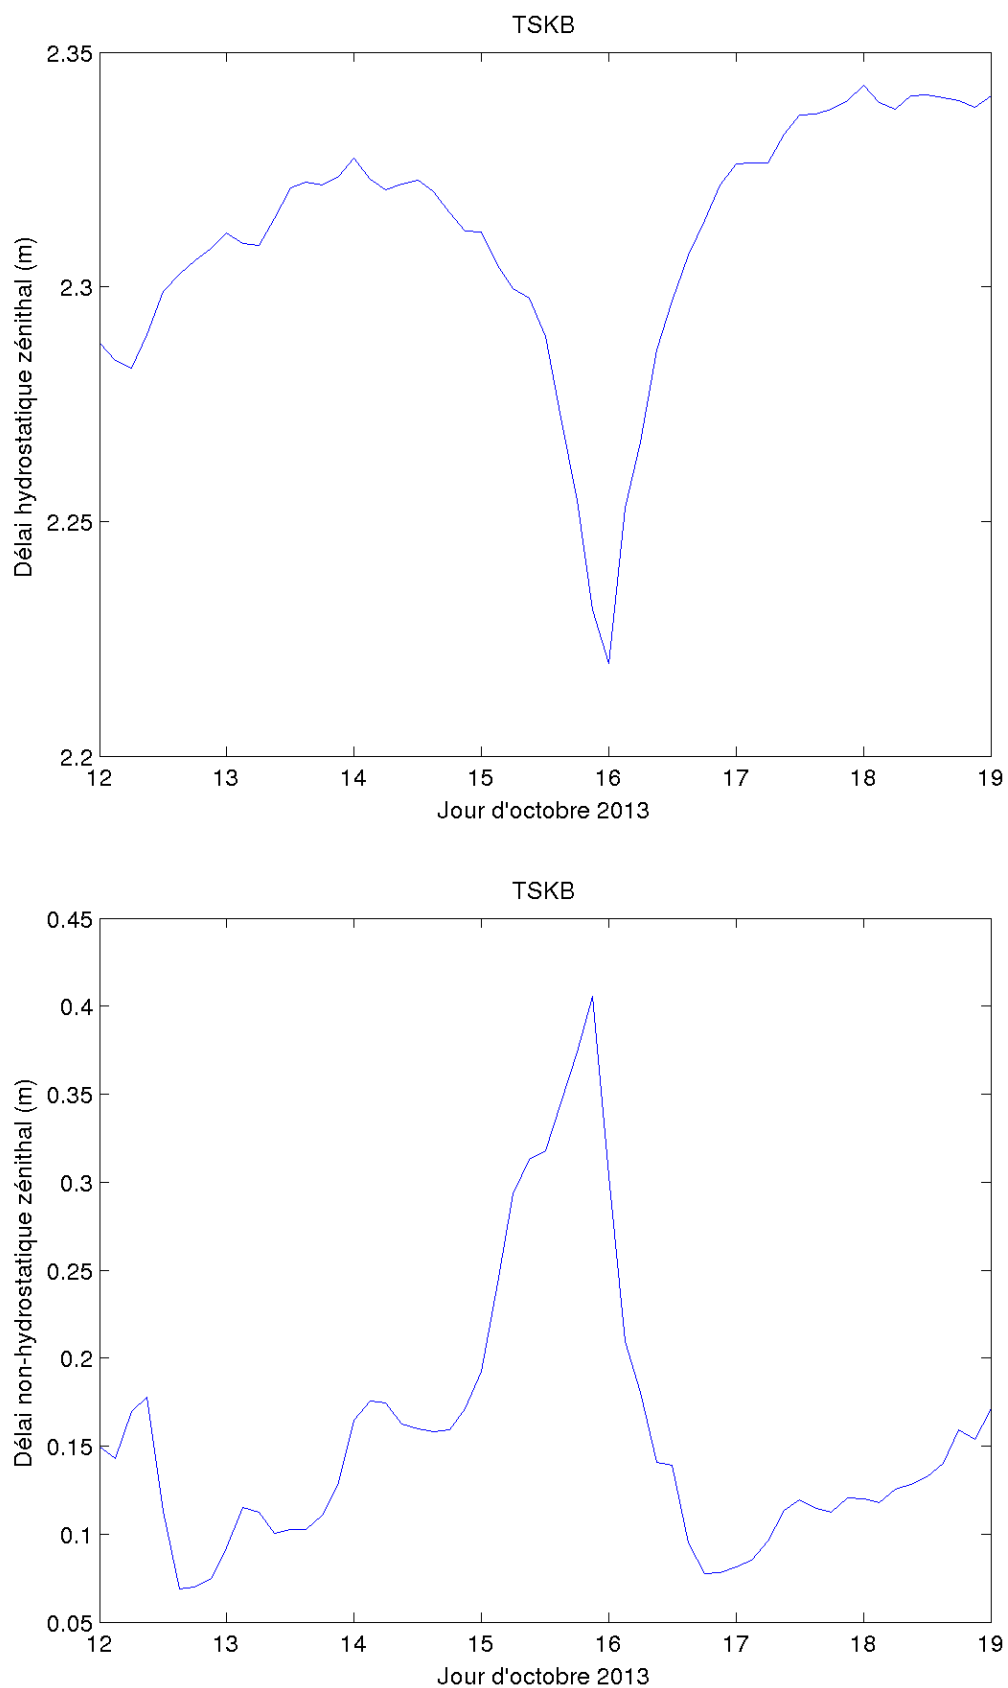 TSKB
2.35
2.3
2.25
2.2
Délai hydrostatique zénithal (m)
12 13 14 15 16 17 18 19
Jour d'octobre 2013
TSKB
0.45
0.4
0.35
0.3
0.25
0.2
0.15
0.1
0.05
Délai non-hydrostatique zénithal (m)
12 13 14 15 16 17 18 19
Jour d'octobre 2013